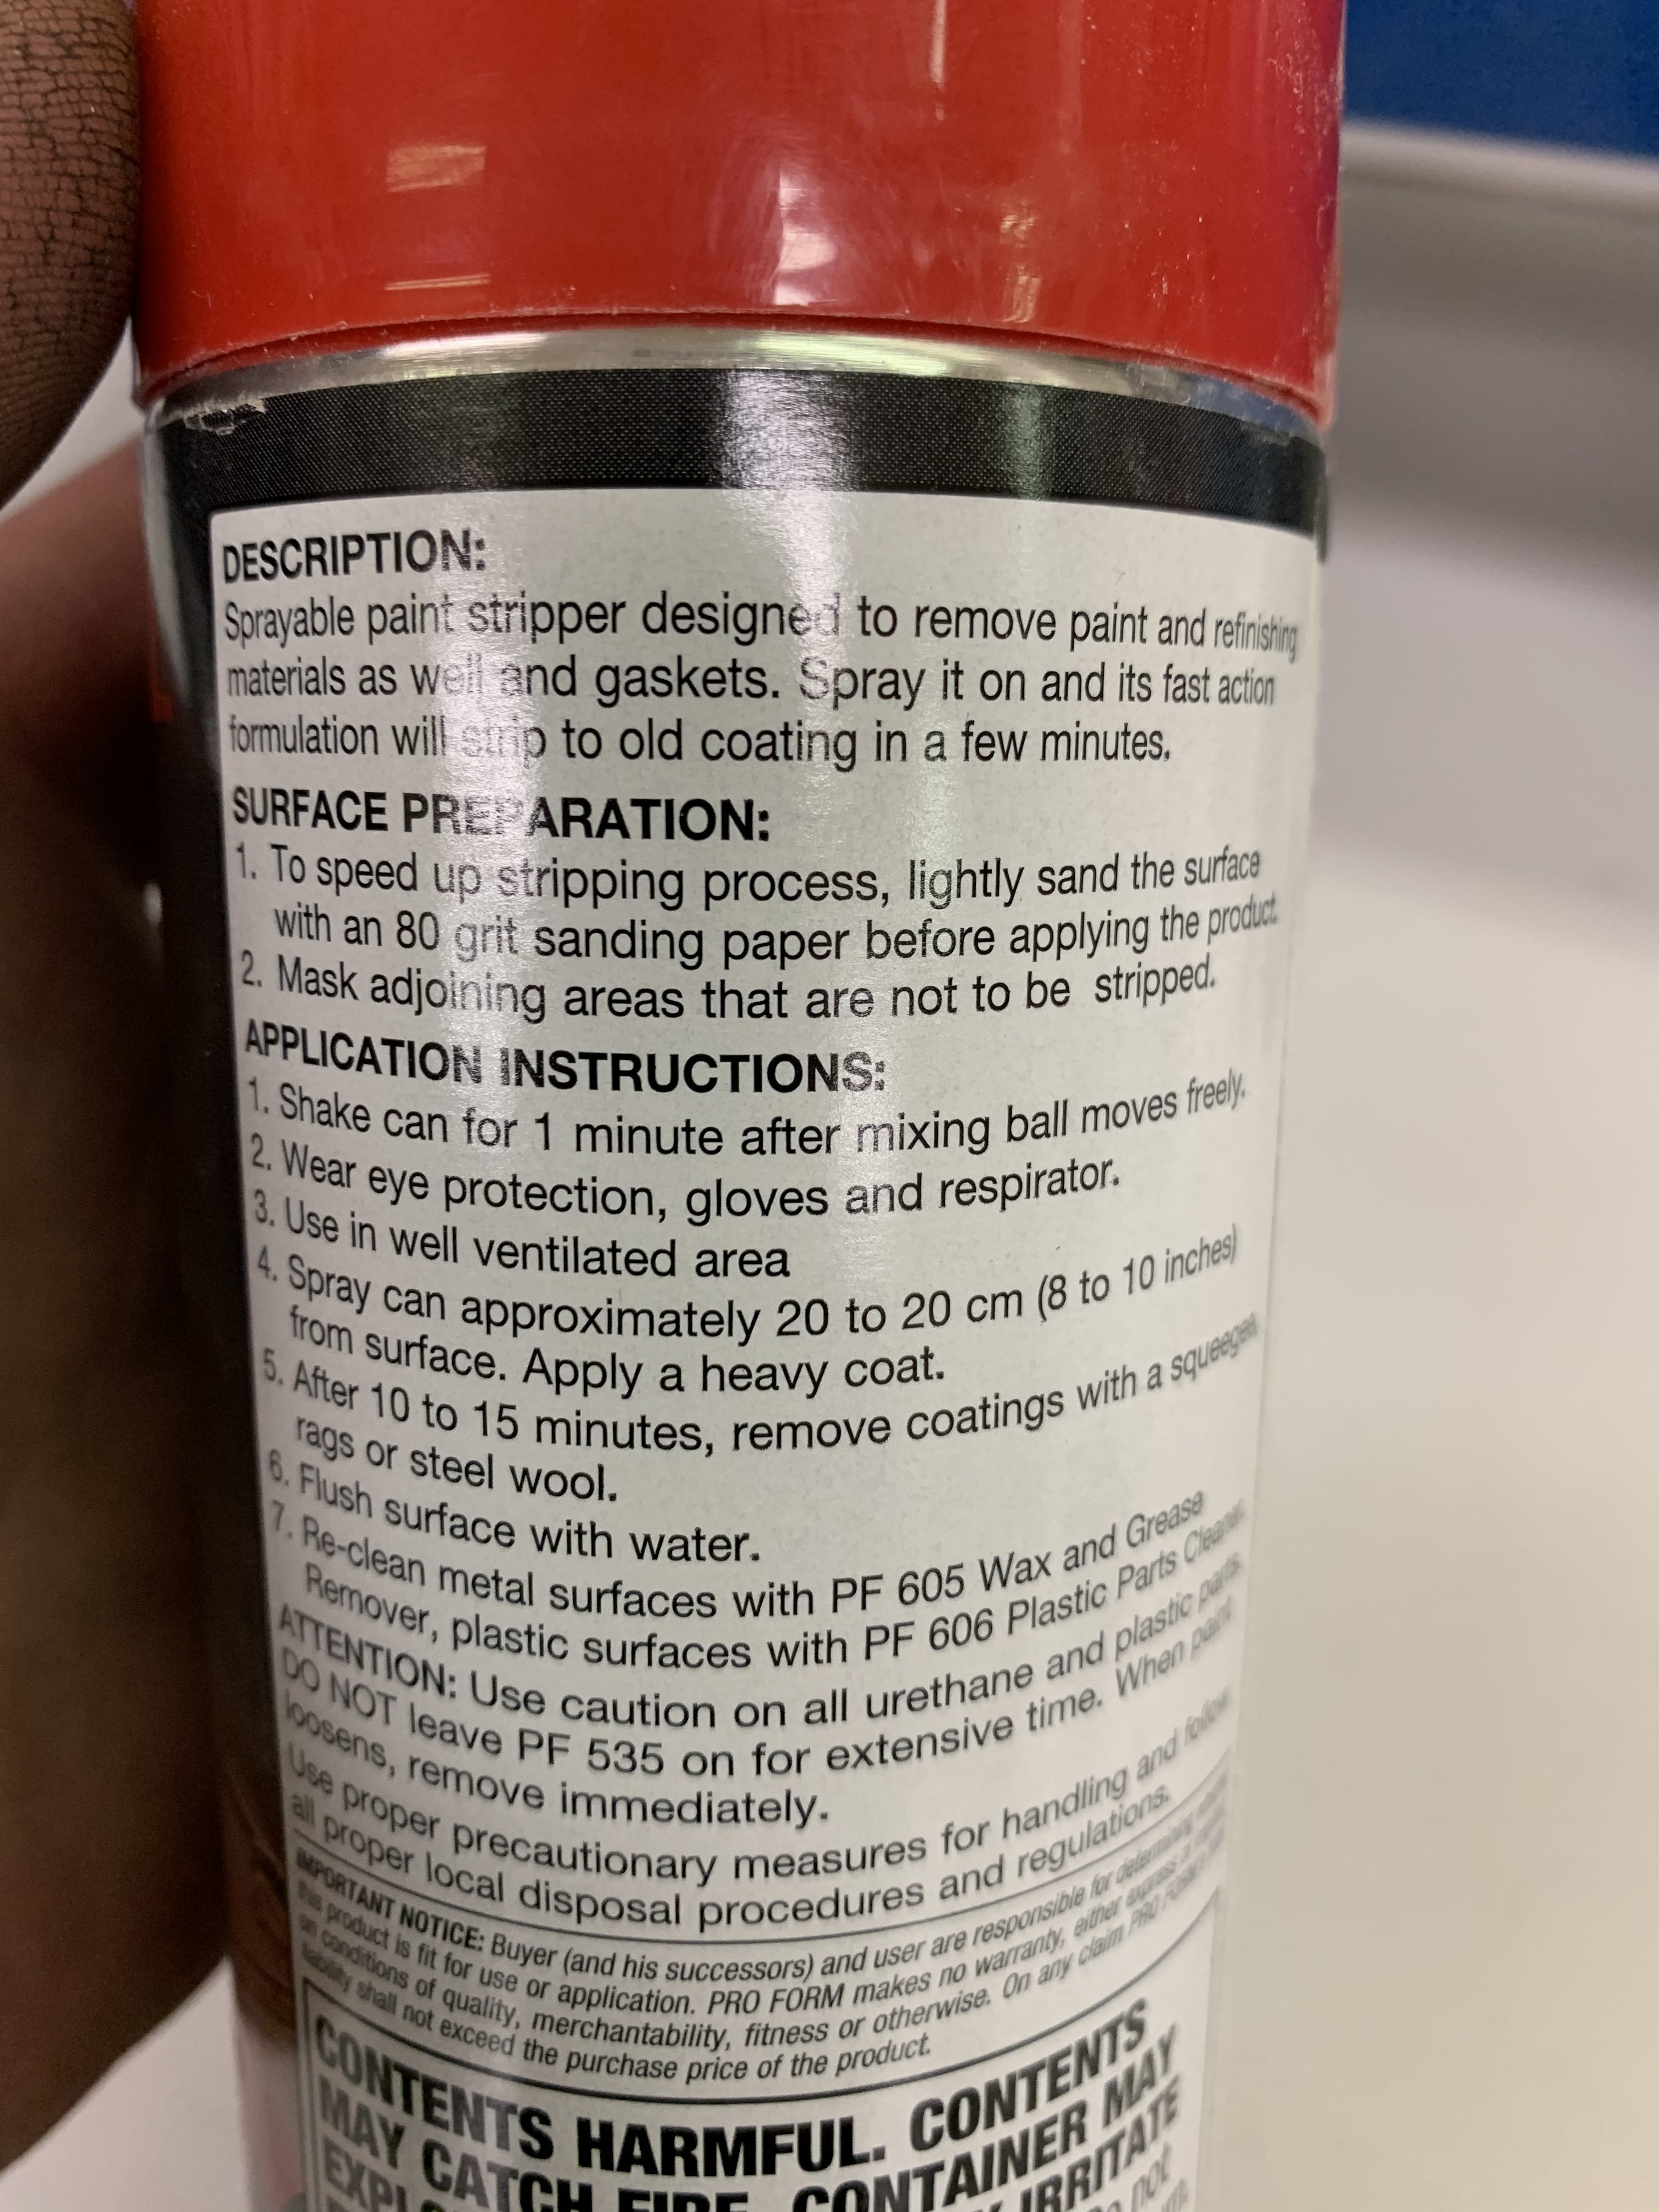 DESCRIPTION:
Sprayable paint stripper designed to remove paint and refinishing
materials as well and gaskets. Spray it on and its fast action
formulation will strip to old coating in a few minutes.
SURFACE PREPARATION:
1. To speed up stripping process, lightly sand the surface
with an 80 grit sanding paper before applying the product.
2. Mask adjoining areas that are not to be stripped.
APPLICATION INSTRUCTIONS:
1. Shake can for 1 minute after mixing ball moves freely.
2. Wear eye protection, gloves and respirator.
3. Use in well ventilated area
4. Spray can approximately 20 to 20 cm (8 to 10 inches)
from surface. Apply a heavy coat.
5. After 10 to 15 minutes, remove coatings with a squeegee,
rags or steel wool.
6. Flush surface with water.
7. Re-clean metal surfaces with PF 605 Wax and Grease
Remover, plastic surfaces with PF 606 Plastic Parts Cleaner.
ATTENTION: Use caution on all urethane and plastic parts.
DO NOT leave PF 535 on for extensive time. When paint
loosens, remove immediately.
Use proper precautionary measures for handling and follow
all proper local disposal procedures and regulations.
IMPORTANT NOTICE: Buyer (and his successors) and user are responsible for determining
this product is fit for use or application. PRO FORM makes no warranty, either express
on conditions of quality, merchantability, fitness or otherwise. On any claim PRO FORM'S
liability shall not exceed the purchase price of the product.
CONTENTS HARMFUL. CONTENTS
MAY CATCH FIRE. CONTAINER MAY
IRRITATE
not